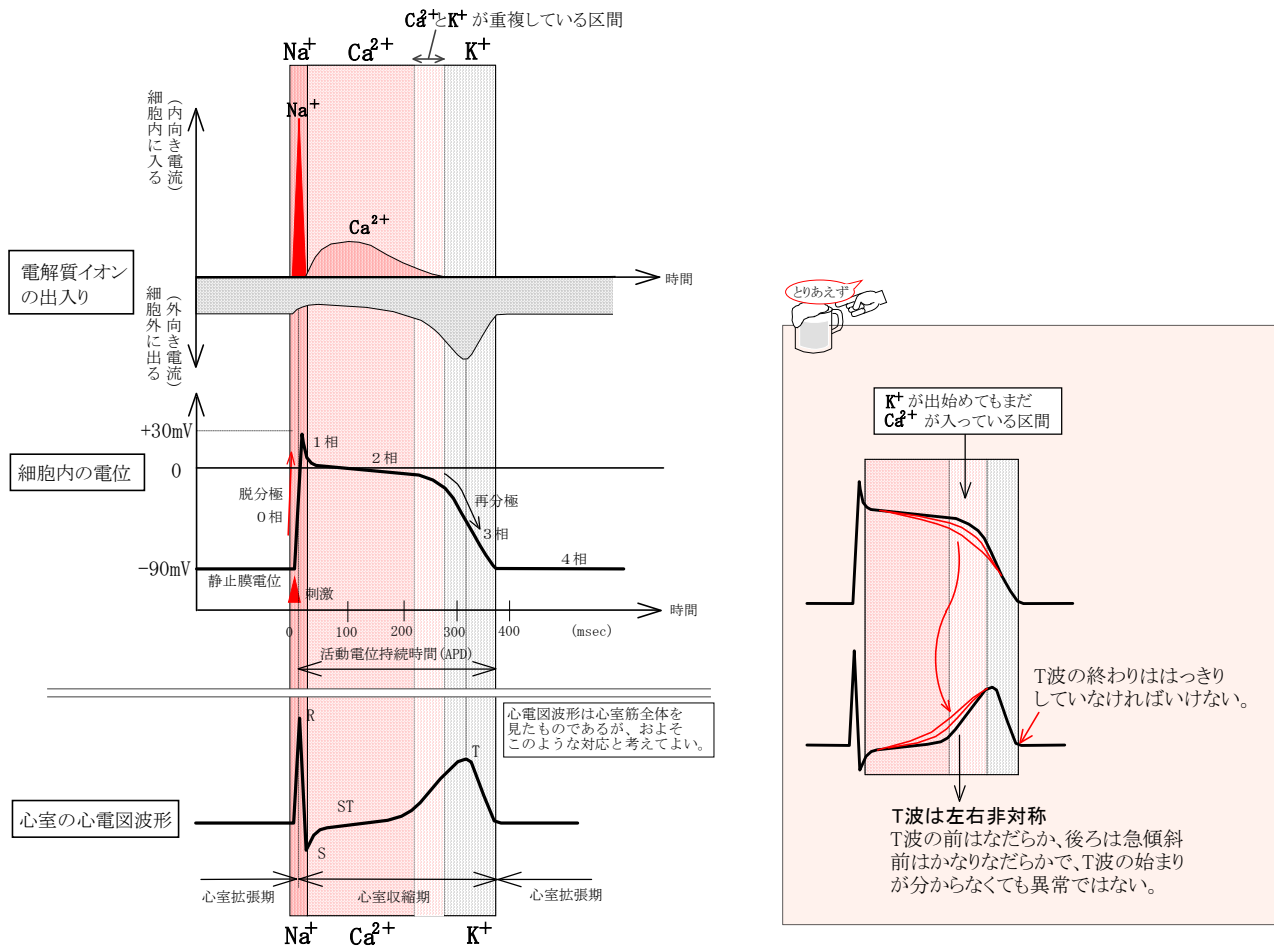 Ca²⁺とK⁺ が重複している区間
Na⁺ Ca²⁺ K⁺
(内向き電流)
細胞内に入る
Na⁺
Ca²⁺
電解質イオン
の出入り
時間
(外向き電流)
細胞外に出る
+30mV
1相
細胞内の電位
0
2相
脱分極
0相
再分極
3相
-90mV
静止膜電位
4相
刺激
時間
0 100 200 300 400 (msec)
活動電位持続時間(APD)
R
心電図波形は心室筋全体を
見たものであるが、およそ
このような対応と考えてよい。
T
心室の心電図波形
ST
S
心室拡張期 心室収縮期 心室拡張期
Na⁺ Ca²⁺ K⁺
とりあえず
K⁺ が出始めてもまだ
Ca²⁺ が入っている区間
T波の終わりははっきり
していなければいけない。
T波は左右非対称
T波の前はなだらか、後ろは急傾斜
前はかなりなだらかで、T波の始まり
が分からなくても異常ではない。